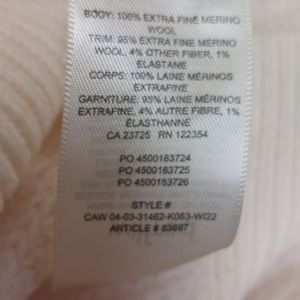 BODY: 100% EXTRA FINE MERINO
WOOL
TRIM: 95% EXTRA FINE MERINO
WOOL, 4% OTHER FIBER, 1%
ELASTANE
CORPS: 100% LAINE MÉRINOS
EXTRAFINE
GARNITURE: 95% LAINE MÉRINOS
EXTRAFINE, 4% AUTRE FIBRE, 1%
ÉLASTHANNE
CA 23725 RN 122354
PO 4500183724
PO 4500183725
PO 4500183726
STYLE #
CAW 04-03-31462-K063-WI22
ARTICLE # 83697